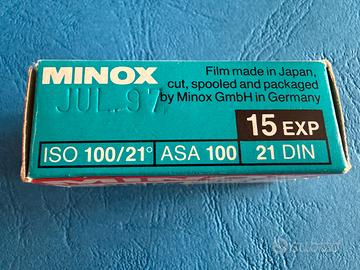 MINOX
Film made in Japan,
cut, spooled and packaged
by Minox GmbH in Germany
JUL 97
15 EXP
ISO 100/21° ASA 100 21 DIN
subito